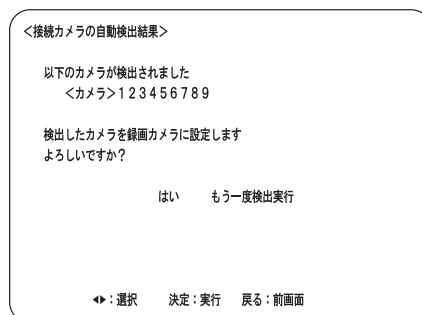 ＜接続カメラの自動検出結果＞
以下のカメラが検出されました
＜カメラ＞１２３４５６７８９
検出したカメラを録画カメラに設定します
よろしいですか？
はい　もう一度検出実行
◀▶：選択　決定：実行　戻る：前画面